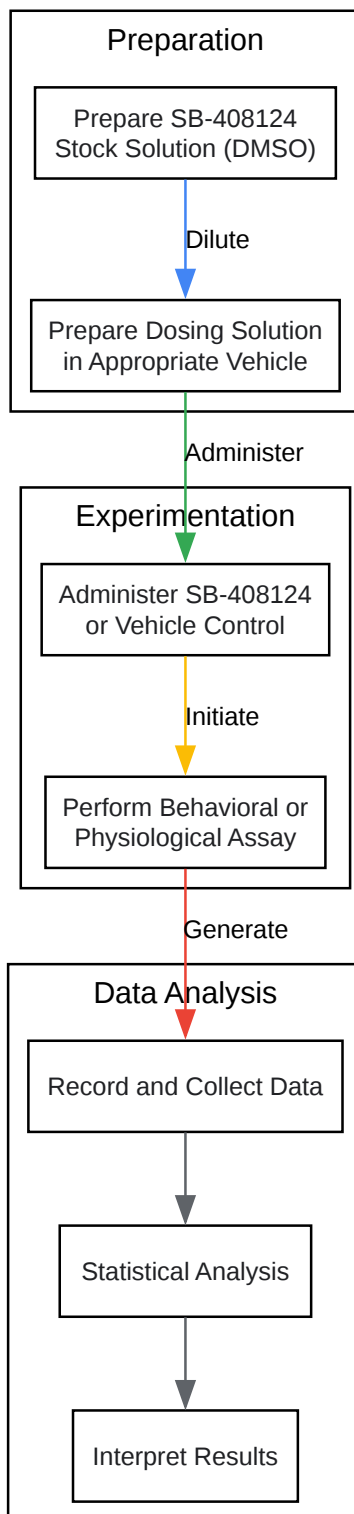 Preparation
Prepare SB-408124
Stock Solution (DMSO)
Dilute
Prepare Dosing Solution
in Appropriate Vehicle
Administer
Experimentation
Administer SB-408124
or Vehicle Control
Initiate
Perform Behavioral or
Physiological Assay
Generate
Data Analysis
Record and Collect Data
Statistical Analysis
Interpret Results